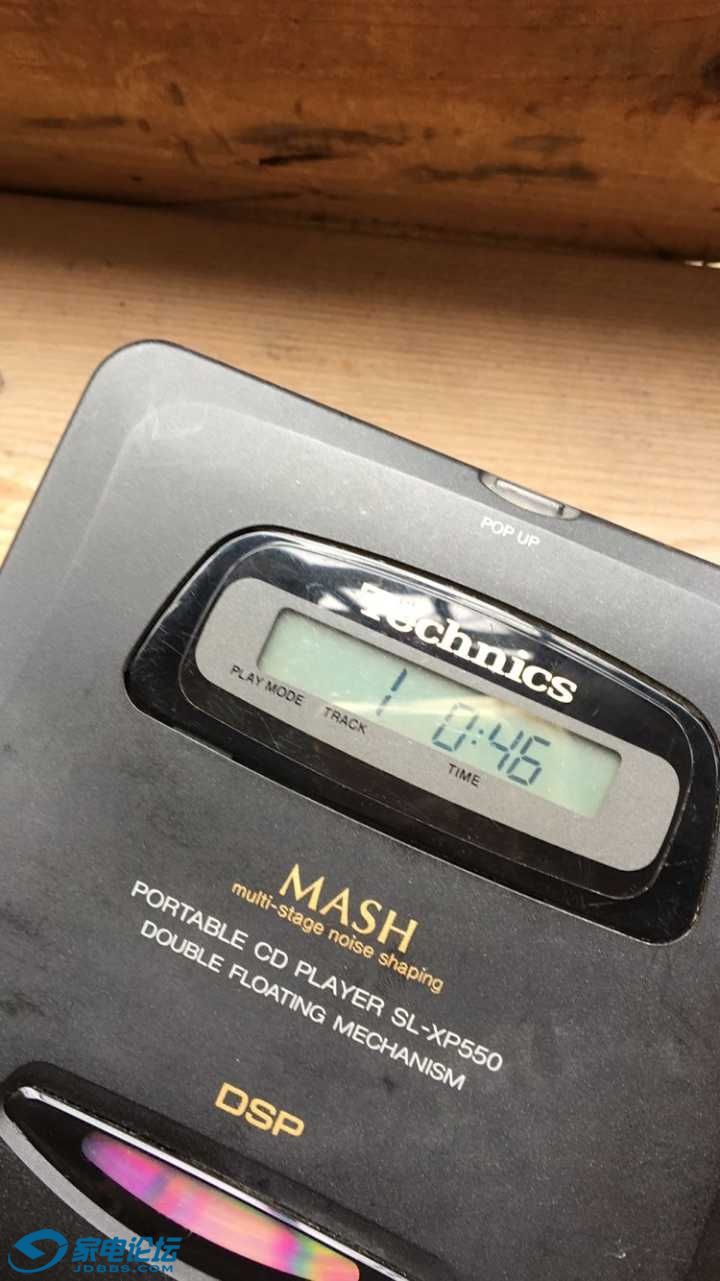 POP UP
Technics
1 0:46
PLAY MODE TRACK TIME
MASH
multi-stage noise shaping
PORTABLE CD PLAYER SL-XP550
DOUBLE FLOATING MECHANISM
DSP
家电论坛
JDBBS.COM